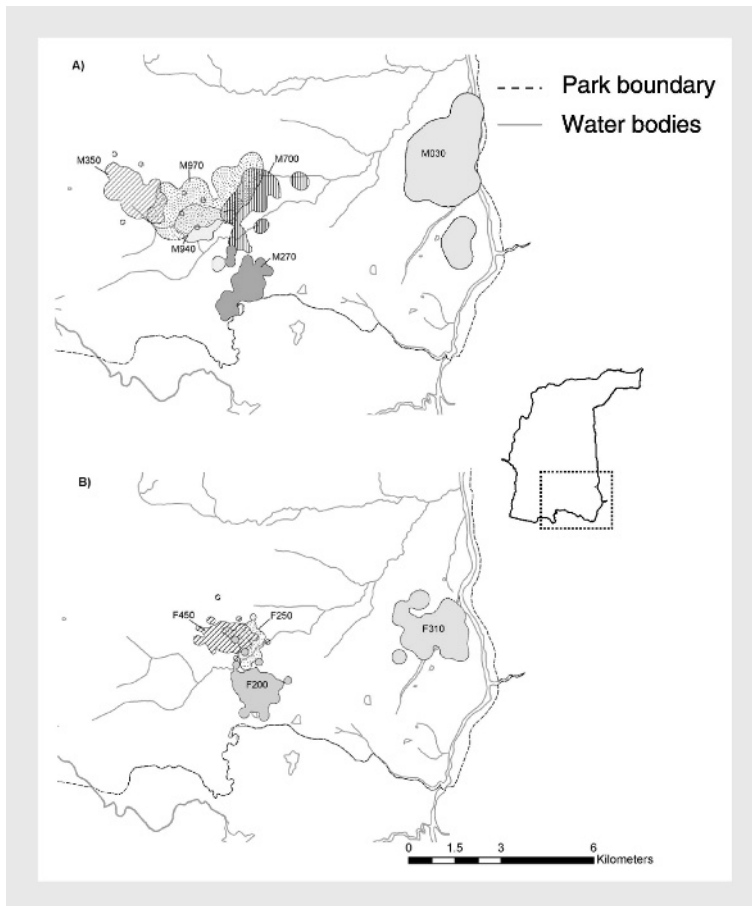 A)
Park boundary
Water bodies
M030
M350
M970
M700
M940
M270
B)
F450
F250
F310
F200
0 1.5 3 6
Kilometers